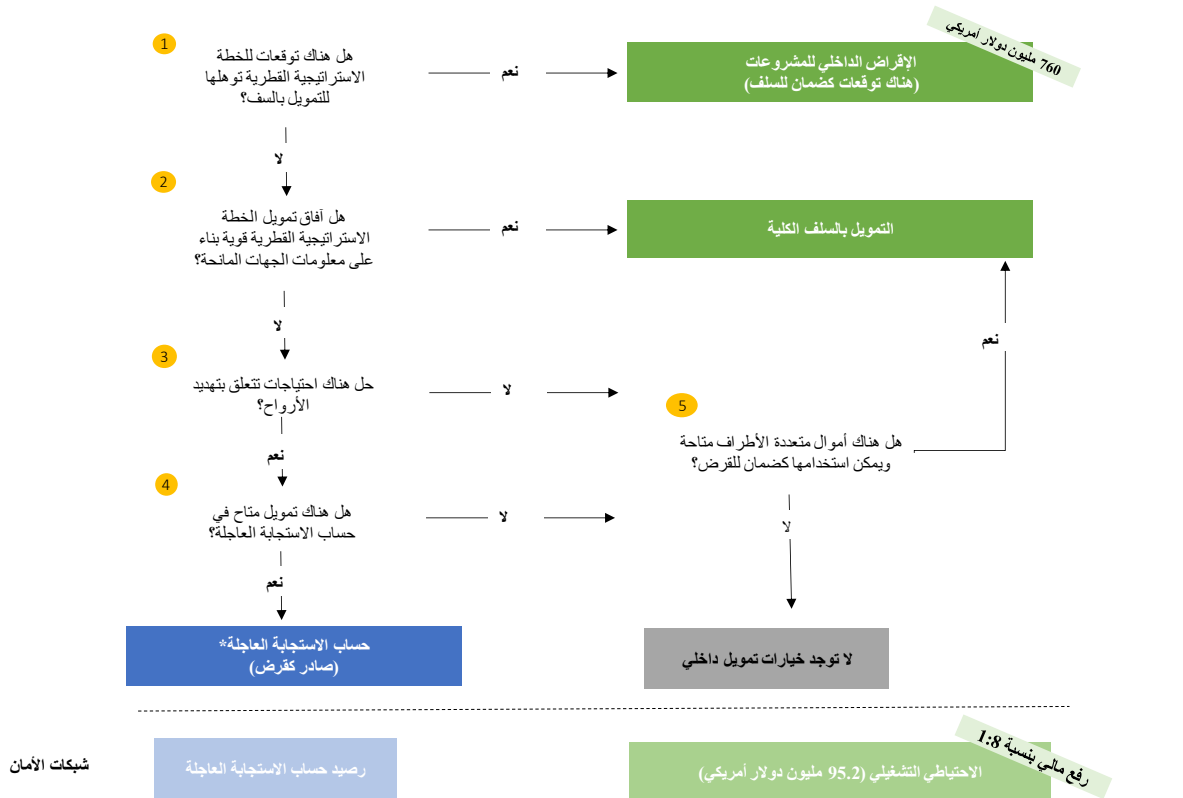 1
هل هناك توقعات للخطة
الاستراتيجية القطرية توهلها
للتمويل بالسف؟
نعم
الإقراض الداخلي للمشروعات
(هناك توقعات كضمان للسلف)
760 مليون دولار أمريكي
لا
2
هل آفاق تمويل الخطة
الاستراتيجية القطرية قوية بناء
على معلومات الجهات المانحة؟
نعم
التمويل بالسلف الكلية
لا
3
حل هناك احتياجات تتعلق بتهديد
الأرواح؟
لا
نعم
5
هل هناك أموال متعددة الأطراف متاحة
ويمكن استخدامها كضمان للقرض؟
نعم
4
هل هناك تمويل متاح في
حساب الاستجابة العاجلة؟
لا
لا
نعم
حساب الاستجابة العاجلة*
(صادر كقرض)
لا توجد خيارات تمويل داخلي
شبكات الأمان
رصيد حساب الاستجابة العاجلة
الاحتياطي التشغيلي (95.2 مليون دولار أمريكي)
رفع مالي بنسبة 1:8